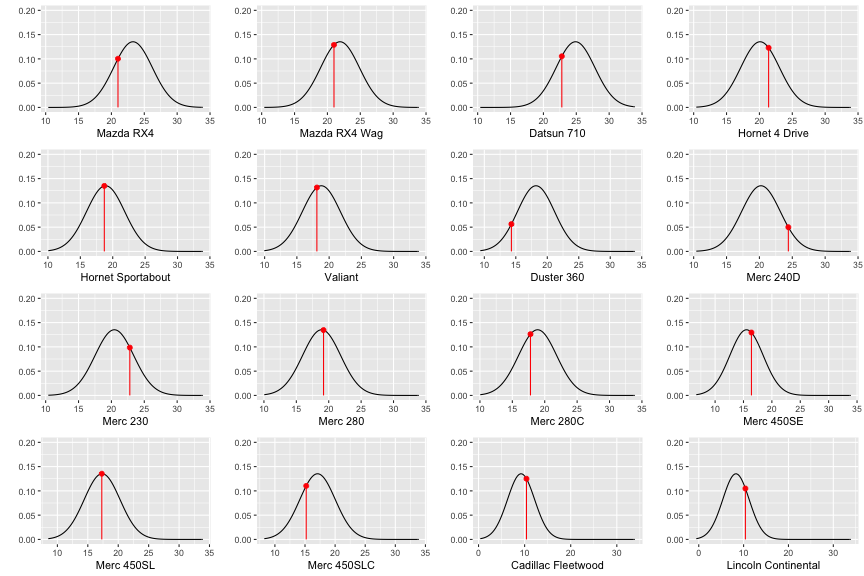 0.20 0.20 0.20 0.20
0.15 0.15 0.15 0.15
0.10 0.10 0.10 0.10
0.05 0.05 0.05 0.05
0.00 0.00 0.00 0.00
10 15 20 25 30 35 10 15 20 25 30 35 10 15 20 25 30 35 10 15 20 25 30 35
Mazda RX4 Mazda RX4 Wag Datsun 710 Hornet 4 Drive
0.20 0.20 0.20 0.20
0.15 0.15 0.15 0.15
0.10 0.10 0.10 0.10
0.05 0.05 0.05 0.05
0.00 0.00 0.00 0.00
10 15 20 25 30 35 10 15 20 25 30 35 10 15 20 25 30 35 10 15 20 25 30 35
Hornet Sportabout Valiant Duster 360 Merc 240D
0.20 0.20 0.20 0.20
0.15 0.15 0.15 0.15
0.10 0.10 0.10 0.10
0.05 0.05 0.05 0.05
0.00 0.00 0.00 0.00
10 15 20 25 30 35 10 15 20 25 30 35 10 15 20 25 30 35 10 15 20 25 30 35
Merc 230 Merc 280 Merc 280C Merc 450SE
0.20 0.20 0.20 0.20
0.15 0.15 0.15 0.15
0.10 0.10 0.10 0.10
0.05 0.05 0.05 0.05
0.00 0.00 0.00 0.00
10 15 20 25 30 35 10 15 20 25 30 35 0 10 20 30 0 10 20 30
Merc 450SL Merc 450SLC Cadillac Fleetwood Lincoln Continental